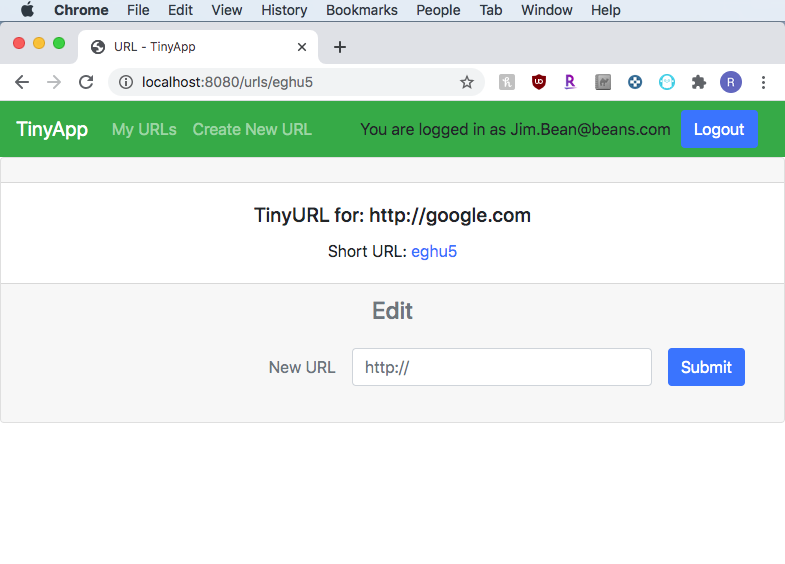 Chrome File Edit View History Bookmarks People Tab Window Help
URL - TinyApp
localhost:8080/urls/eghu5
R
R
TinyApp My URLs Create New URL You are logged in as Jim.Bean@beans.com Logout
TinyURL for: http://google.com
Short URL: eghu5
Edit
New URL http:// Submit